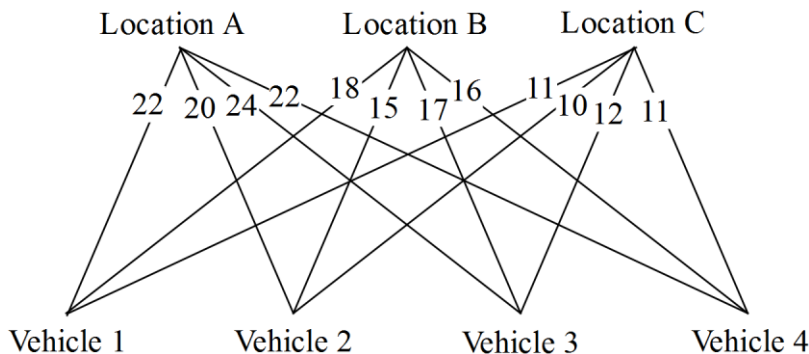 Location A Location B Location C
22 20 24 22 18 15 17 16 11 10 12 11
Vehicle 1 Vehicle 2 Vehicle 3 Vehicle 4